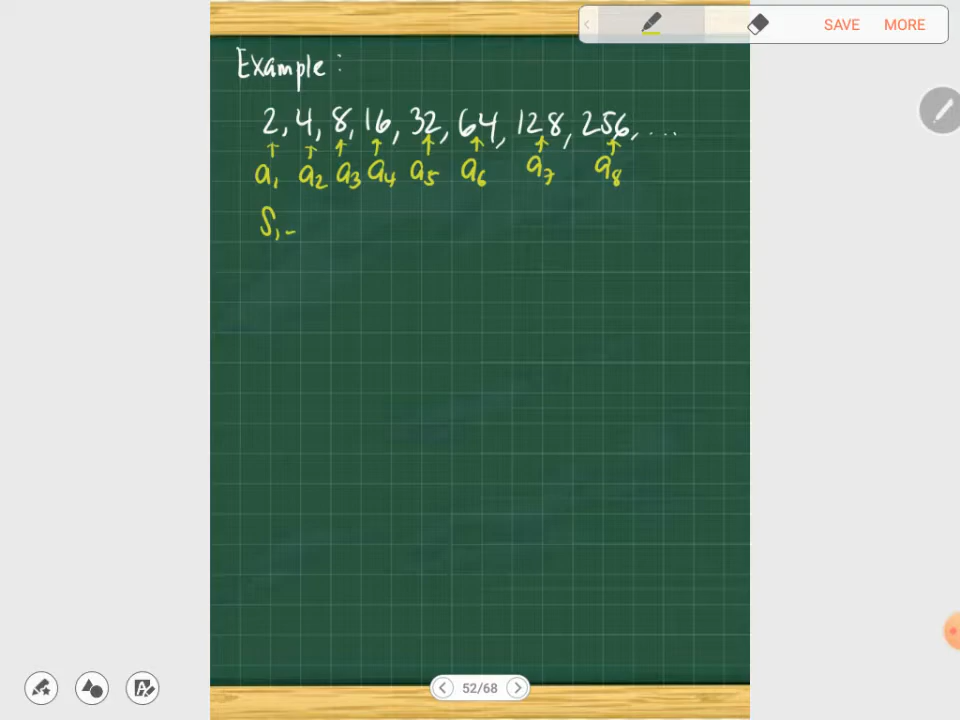 SAVE MORE
Example:
2, 4, 8, 16, 32, 64, 128, 256, ...
a1 a2 a3 a4 a5 a6 a7 a8
S1 -
52/68